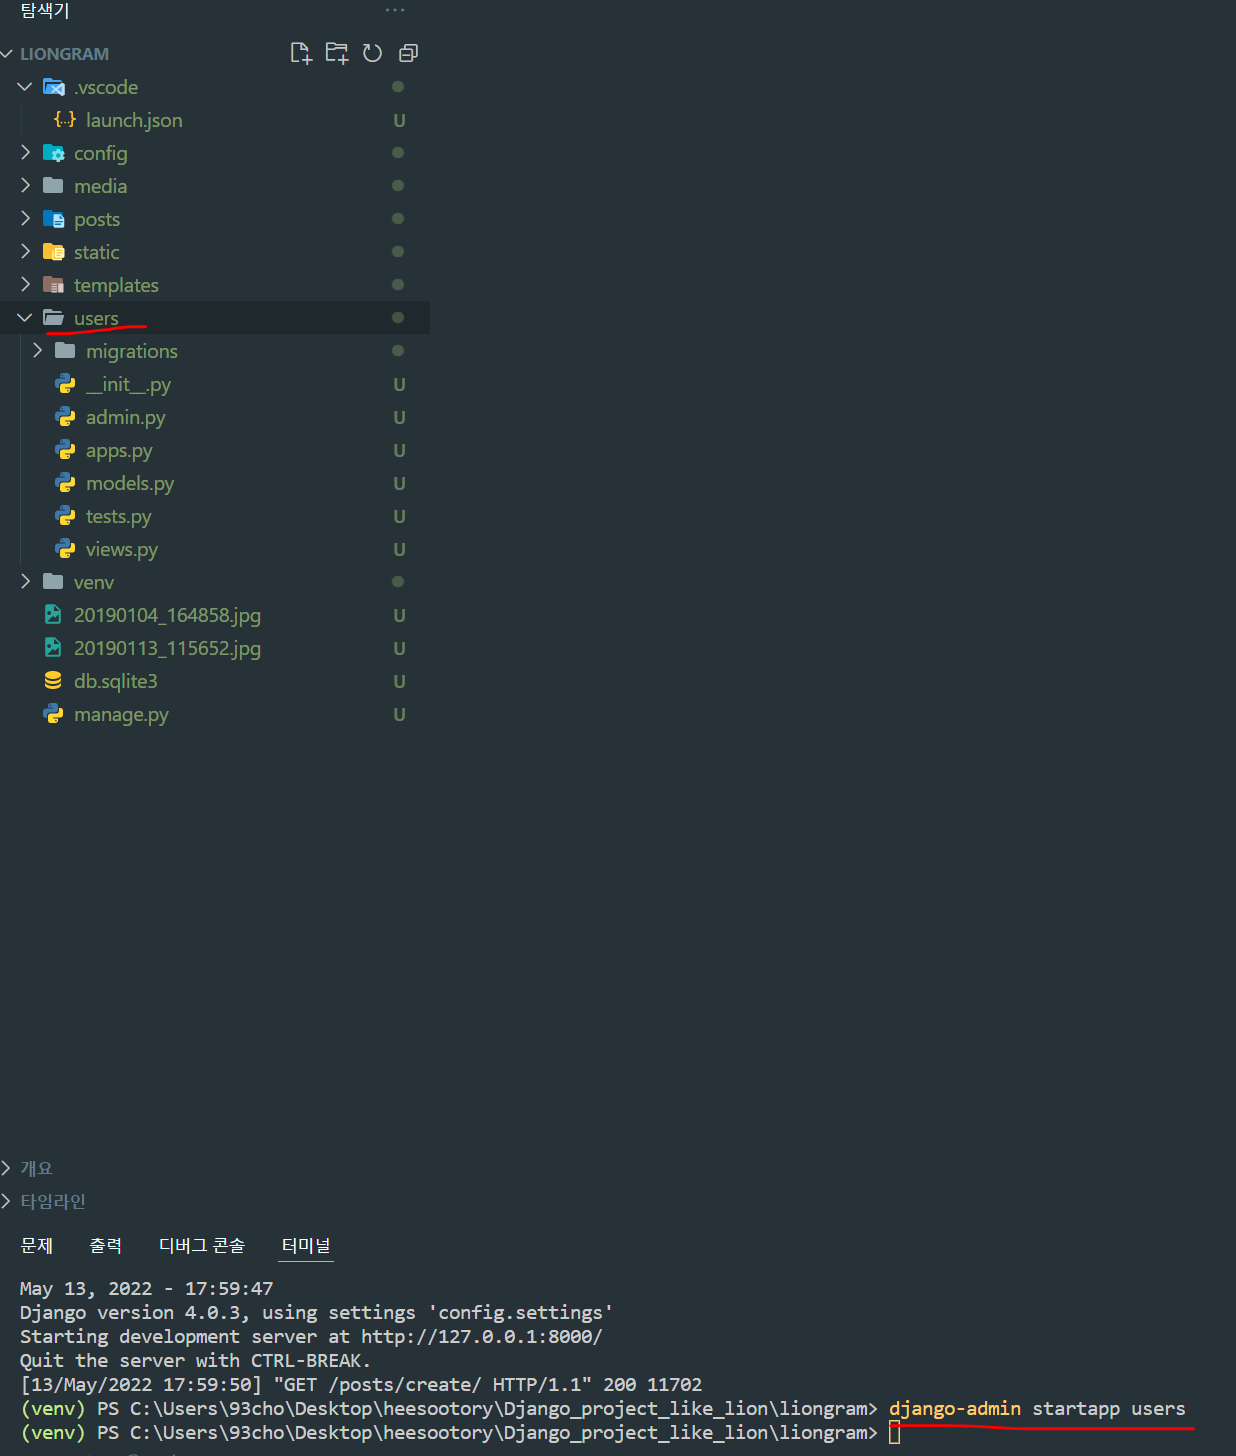 탐색기 ...
LIONGRAM
.vscode
launch.json U
config
media
posts
static
templates
users
migrations
__init__.py U
admin.py U
apps.py U
models.py U
tests.py U
views.py U
venv
20190104_164858.jpg U
20190113_115652.jpg U
db.sqlite3 U
manage.py U
개요
타임라인
문제 출력 디버그 콘솔 터미널
May 13, 2022 - 17:59:47
Django version 4.0.3, using settings 'config.settings'
Starting development server at http://127.0.0.1:8000/
Quit the server with CTRL-BREAK.
[13/May/2022 17:59:50] "GET /posts/create/ HTTP/1.1" 200 11702
(venv) PS C:\Users\93cho\Desktop\heesootory\Django_project_like_lion\liongram> django-admin startapp users
(venv) PS C:\Users\93cho\Desktop\heesootory\Django_project_like_lion\liongram>